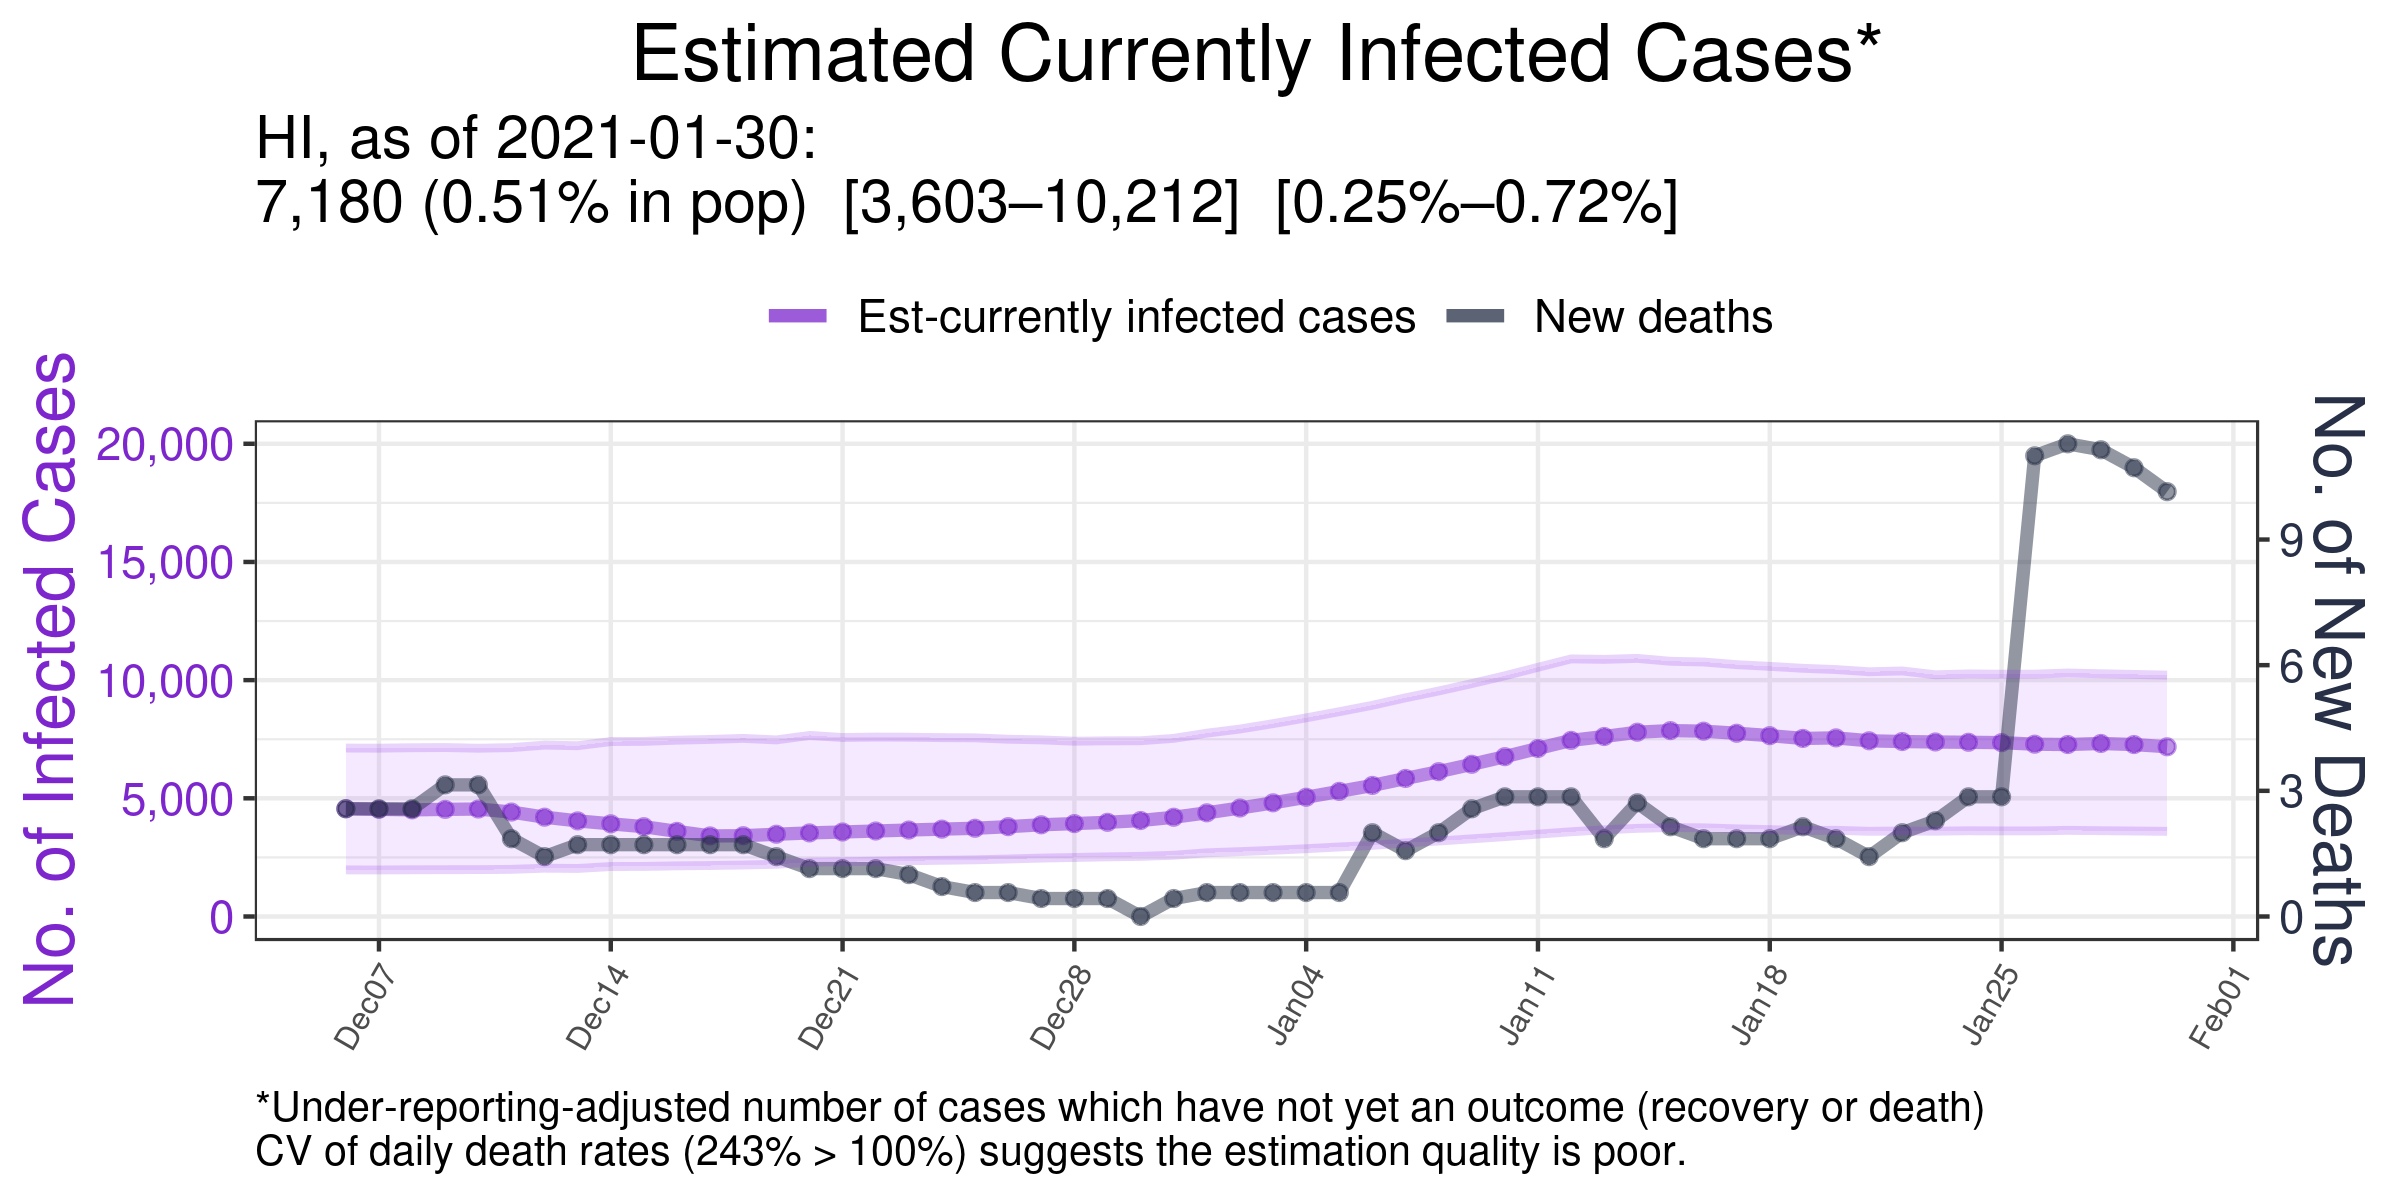 Estimated Currently Infected Cases*
HI, as of 2021-01-30:
7,180 (0.51% in pop)  [3,603–10,212]  [0.25%–0.72%]
Est-currently infected cases
New deaths
No. of Infected Cases
20,000
15,000
10,000
5,000
0
9
6
3
0
No. of New Deaths
Dec07
Dec14
Dec21
Dec28
Jan04
Jan11
Jan18
Jan25
Feb01
*Under-reporting-adjusted number of cases which have not yet an outcome (recovery or death)
CV of daily death rates (243% > 100%) suggests the estimation quality is poor.